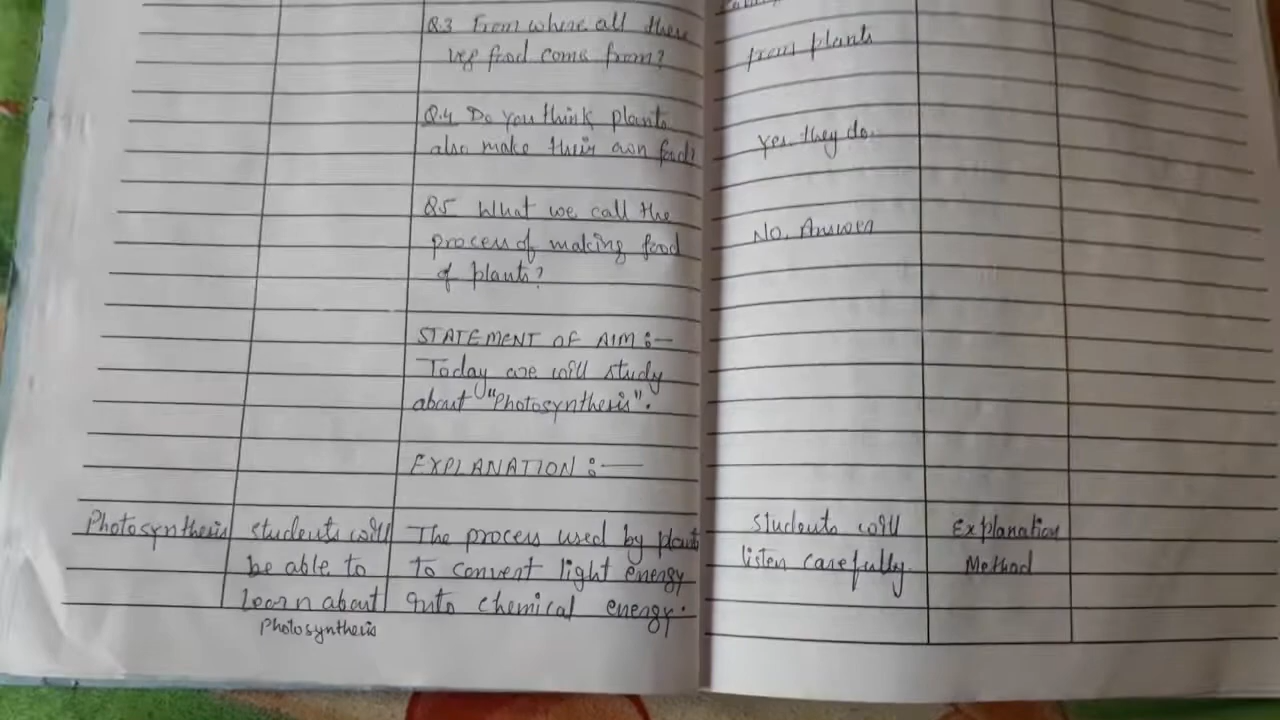 Q.3 From where all these
veg food come from?
from plants
Q.4 Do you think plants
also make their own food?
Yes. they do.
Q5 What we call the
process of making food
of plants?
No. Answer
STATEMENT OF AIM :-
Today we will study
about "Photosynthesis".
EXPLANATION :-
Photosynthesis
students will
be able to
learn about
Photosynthesis
The process used by plants
to convert light energy
into chemical energy.
Students will
listen carefully.
Explanation
Method